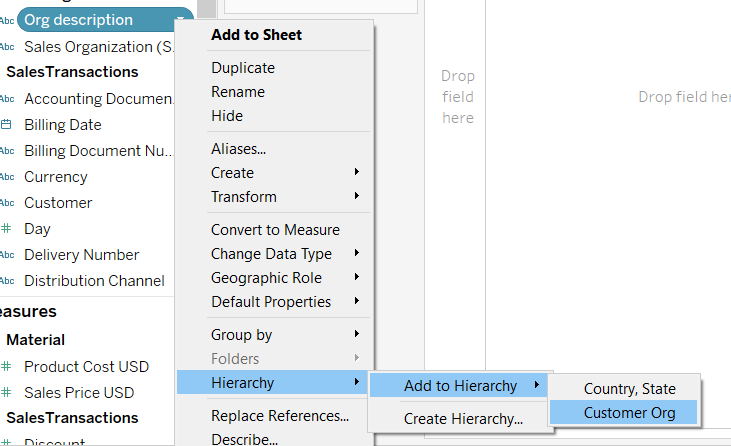 Abc Org description
Abc Sales Organization (S...
SalesTransactions
Abc Accounting Documen...
Billing Date
Abc Billing Document Nu...
Abc Currency
Abc Customer
# Day
Abc Delivery Number
Abc Distribution Channel
easures
Material
# Product Cost USD
# Sales Price USD
SalesTransactions
# Discount
Add to Sheet
Duplicate
Rename
Hide
Aliases...
Create
Transform
Convert to Measure
Change Data Type
Geographic Role
Default Properties
Group by
Folders
Hierarchy
Replace References...
Describe...
Add to Hierarchy
Create Hierarchy...
Country, State
Customer Org
Drop
field
here
Drop field her